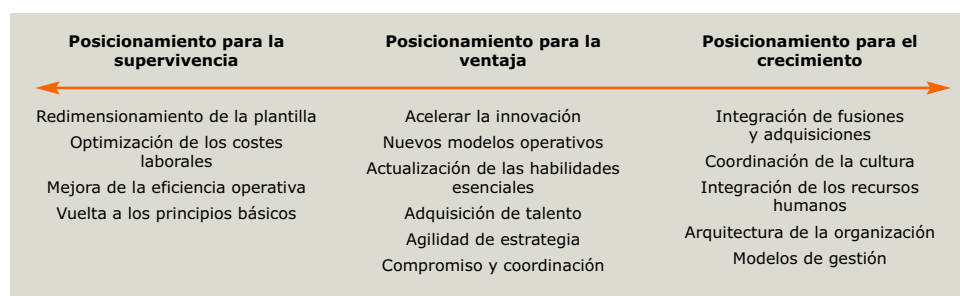 Posicionamiento para la
supervivencia
Redimensionamiento de la plantilla
Optimización de los costes
laborales
Mejora de la eficiencia operativa
Vuelta a los principios básicos
Posicionamiento para la
ventaja
Acelerar la innovación
Nuevos modelos operativos
Actualización de las habilidades
esenciales
Adquisición de talento
Agilidad de estrategia
Compromiso y coordinación
Posicionamiento para el
crecimiento
Integración de fusiones
y adquisiciones
Coordinación de la cultura
Integración de los recursos
humanos
Arquitectura de la organización
Modelos de gestión